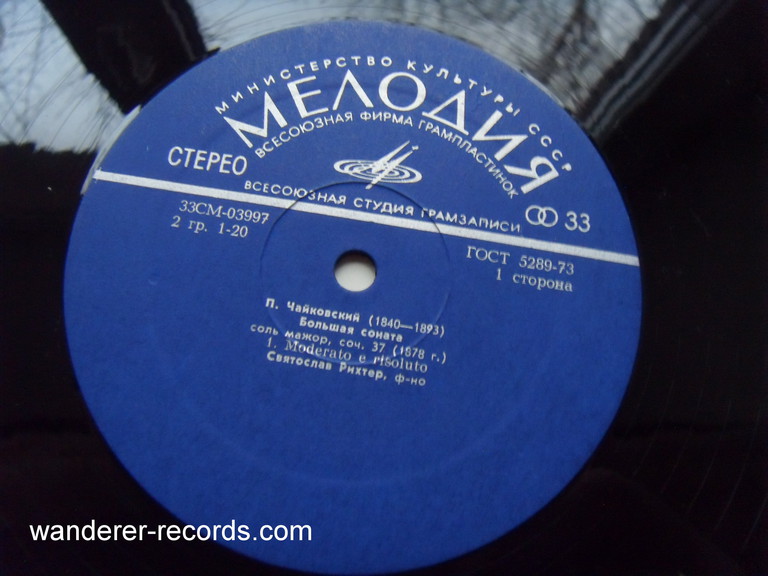 МИНИСТЕРСТВО КУЛЬТУРЫ СССР
МЕЛОДИЯ
ВСЕСОЮЗНАЯ ФИРМА ГРАМПЛАСТИНОК
СТЕРЕО
ВСЕСОЮЗНАЯ СТУДИЯ ГРАМЗАПИСИ
33
33СМ-03997
2 гр. 1-20
ГОСТ 5289-73
1 сторона
П. Чайковский (1840—1893)
Большая соната
соль мажор, соч. 37 (1878 г.)
1. Moderato e risoluto
Святослав Рихтер, ф-но
wanderer-records.com